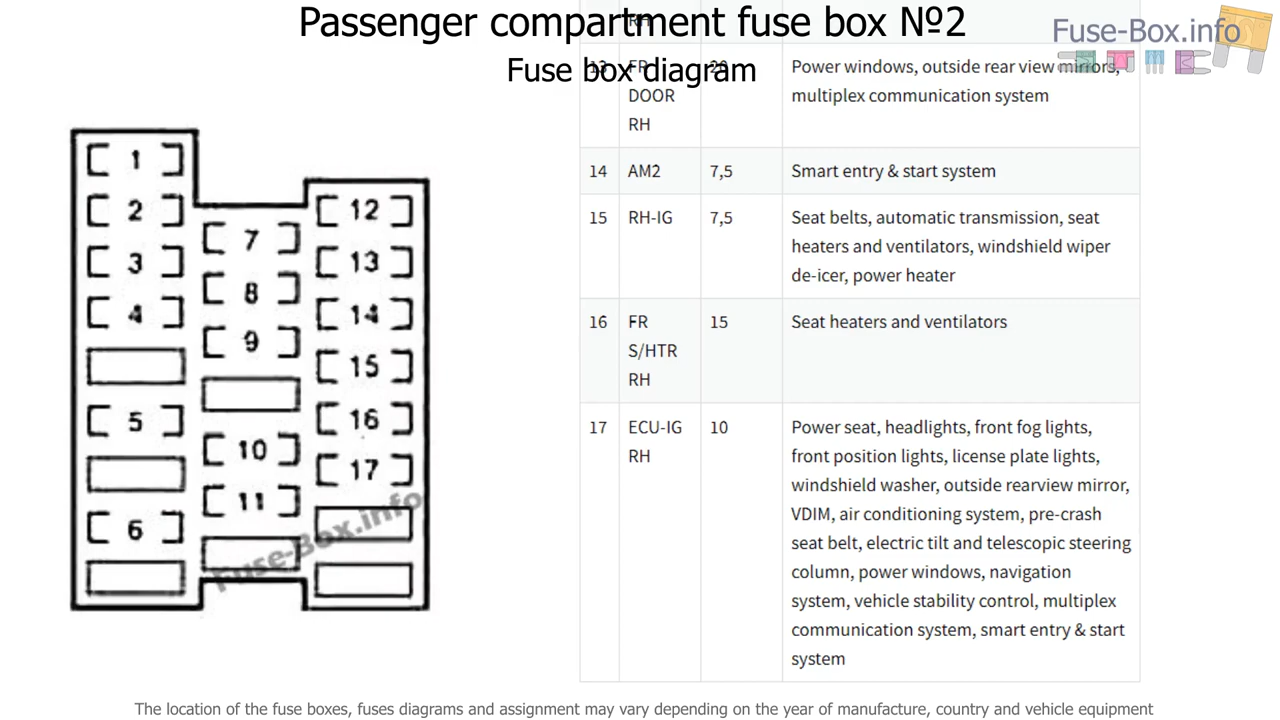 Passenger compartment fuse box №2
Fuse box diagram
Fuse-Box.info
RH
13 FR DOOR RH 20 Power windows, outside rear view mirrors,
multiplex communication system
14 AM2 7,5 Smart entry & start system
15 RH-IG 7,5 Seat belts, automatic transmission, seat
heaters and ventilators, windshield wiper
de-icer, power heater
16 FR S/HTR RH 15 Seat heaters and ventilators
17 ECU-IG RH 10 Power seat, headlights, front fog lights,
front position lights, license plate lights,
windshield washer, outside rearview mirror,
VDIM, air conditioning system, pre-crash
seat belt, electric tilt and telescopic steering
column, power windows, navigation
system, vehicle stability control, multiplex
communication system, smart entry & start
system
1
2
3
4
5
6
7
8
9
10
11
12
13
14
15
16
17
Fuse-Box.info
The location of the fuse boxes, fuses diagrams and assignment may vary depending on the year of manufacture, country and vehicle equipment